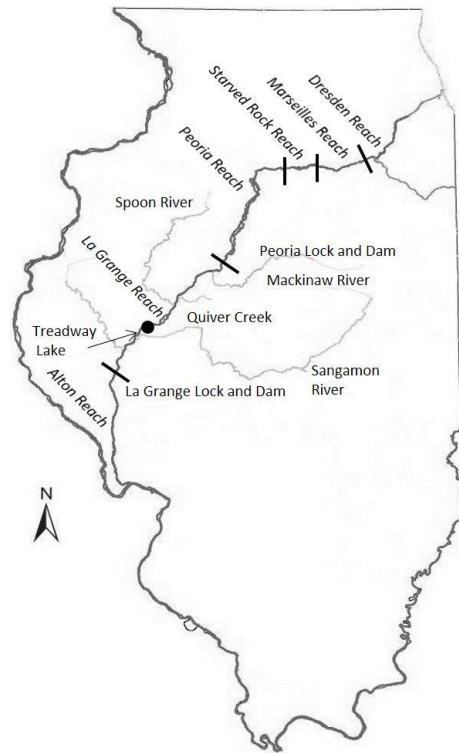 Dresden Reach
Marseilles Reach
Starved Rock Reach
Peoria Reach
Spoon River
Peoria Lock and Dam
Mackinaw River
La Grange Reach
Quiver Creek
Treadway
Lake
Sangamon
River
La Grange Lock and Dam
Alton Reach
N